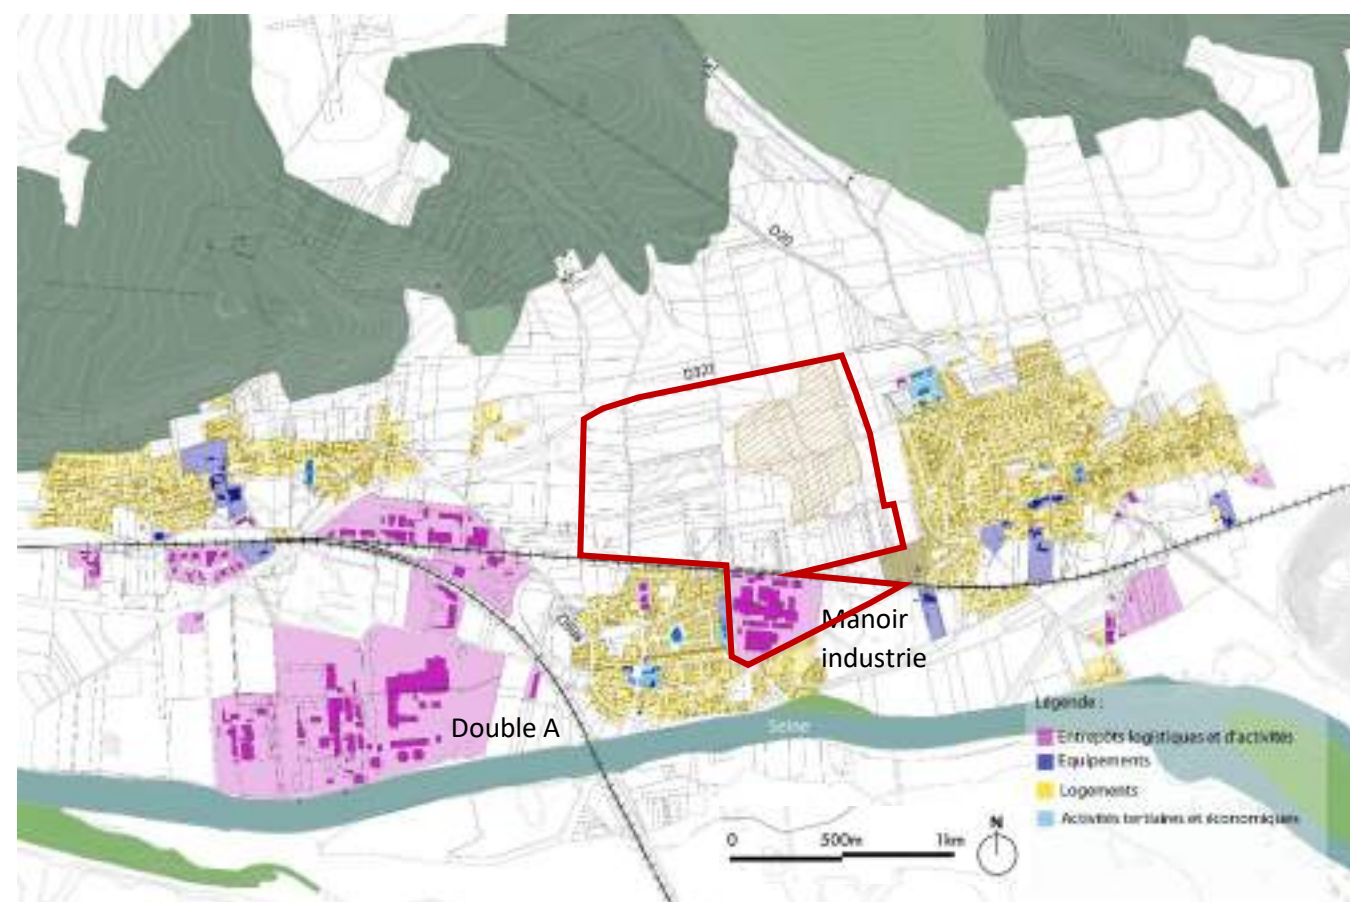 D20
D321
Manoir
industrie
Double A
Seine
Légende :
Entrepôts logistiques et d'activités
Equipements
Logements
Activités tertiaires et économiques
N
0 500m 1km